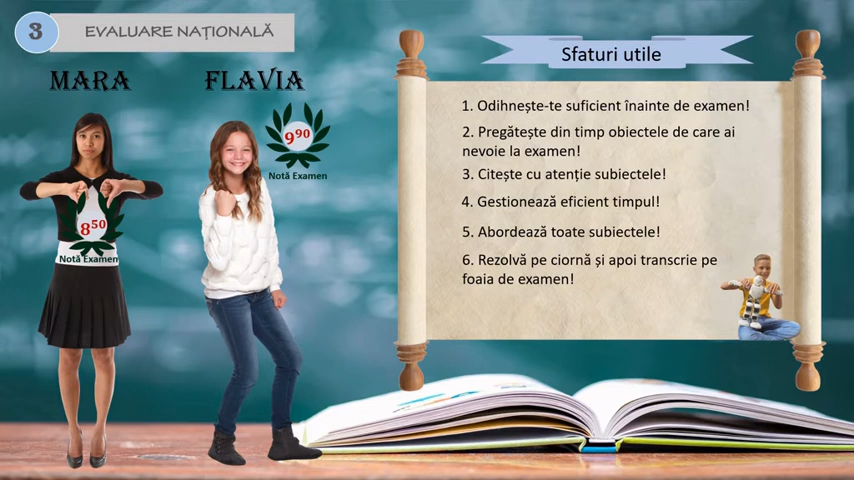 3
EVALUARE NAȚIONALĂ
MARA
FLAVIA
9⁹⁰
Notă Examen
8⁵⁰
Notă Examen
Sfaturi utile
1. Odihnește-te suficient înainte de examen!
2. Pregătește din timp obiectele de care ai
nevoie la examen!
3. Citește cu atenție subiectele!
4. Gestionează eficient timpul!
5. Abordează toate subiectele!
6. Rezolvă pe ciornă și apoi transcrie pe
foaia de examen!